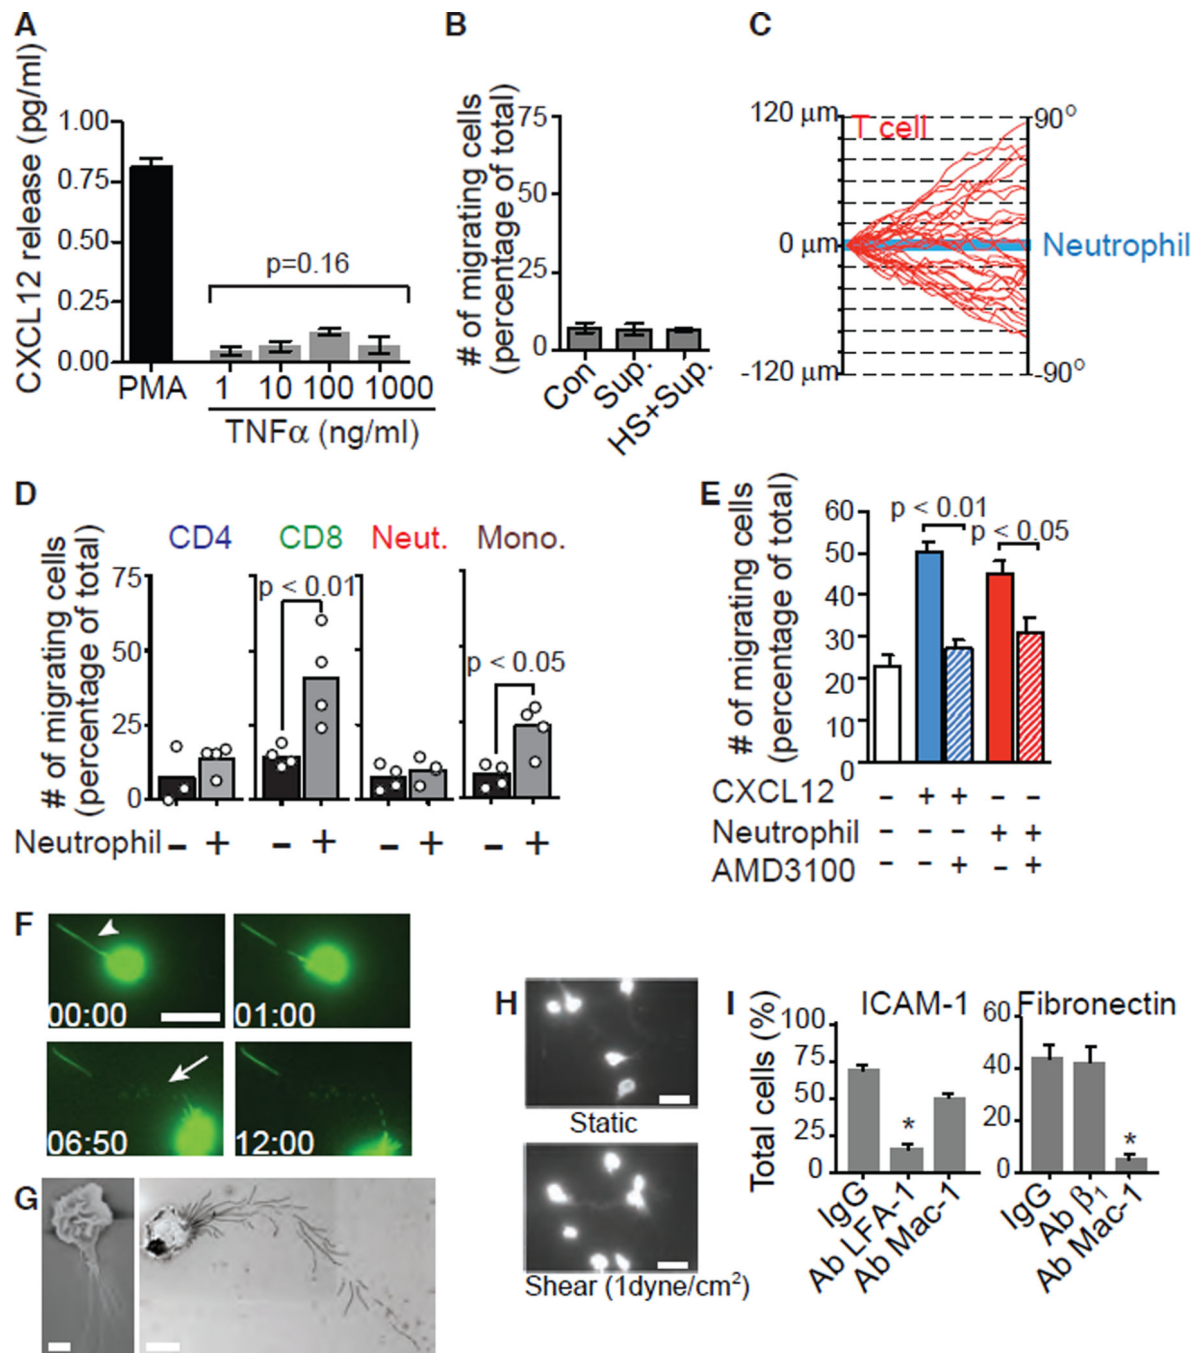 A
CXCL12 release (pg/ml)
1.00
0.75
0.50
0.25
0.00
p=0.16
PMA
1 10 100 1000
TNFα (ng/ml)
B
# of migrating cells
(percentage of total)
75
50
25
0
Con
Sup.
HS+Sup.
C
120 μm
0 μm
-120 μm
T cell
90°
Neutrophil
-90°
D
# of migrating cells
(percentage of total)
CD4 CD8 Neut. Mono.
75
50
25
0
p < 0.01
p < 0.05
Neutrophil - + - + - + - +
E
# of migrating cells
(percentage of total)
60
50
40
30
20
10
0
p < 0.01
p < 0.05
CXCL12 - + + - -
Neutrophil - - - + +
AMD3100 - - + - +
F
00:00
01:00
06:50
12:00
G
H
Static
Shear (1dyne/cm²)
I
Total cells (%)
ICAM-1
100
75
50
25
0
*
IgG
Ab LFA-1
Ab Mac-1
Fibronectin
60
40
20
0
*
IgG
Ab β₁
Ab Mac-1